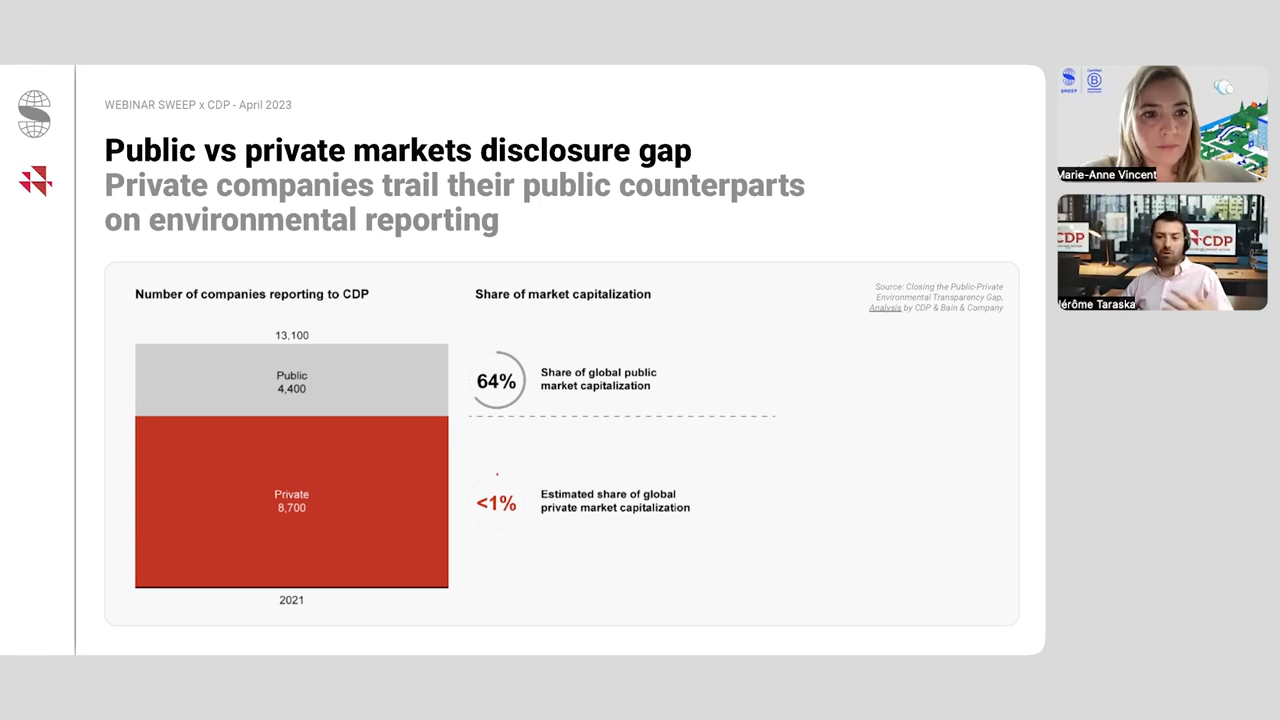 WEBINAR SWEEP x CDP - April 2023
Public vs private markets disclosure gap
Private companies trail their public counterparts
on environmental reporting
Number of companies reporting to CDP
13,100
Public
4,400
Private
8,700
2021
Share of market capitalization
64%
Share of global public
market capitalization
<1%
Estimated share of global
private market capitalization
Source: Closing the Public-Private
Environmental Transparency Gap,
Analysis by CDP & Bain & Company
SWEEP
Certified
B
Marie-Anne Vincent
CDP
CDP
Jérôme Taraska